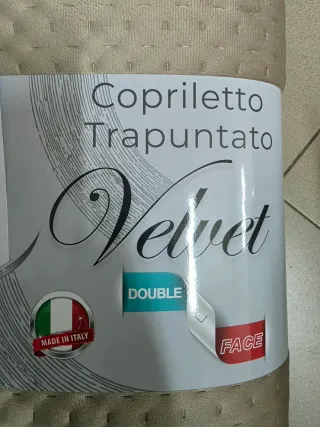 Copriletto
Trapuntato
Velvet
DOUBLE
FACE
MADE IN ITALY